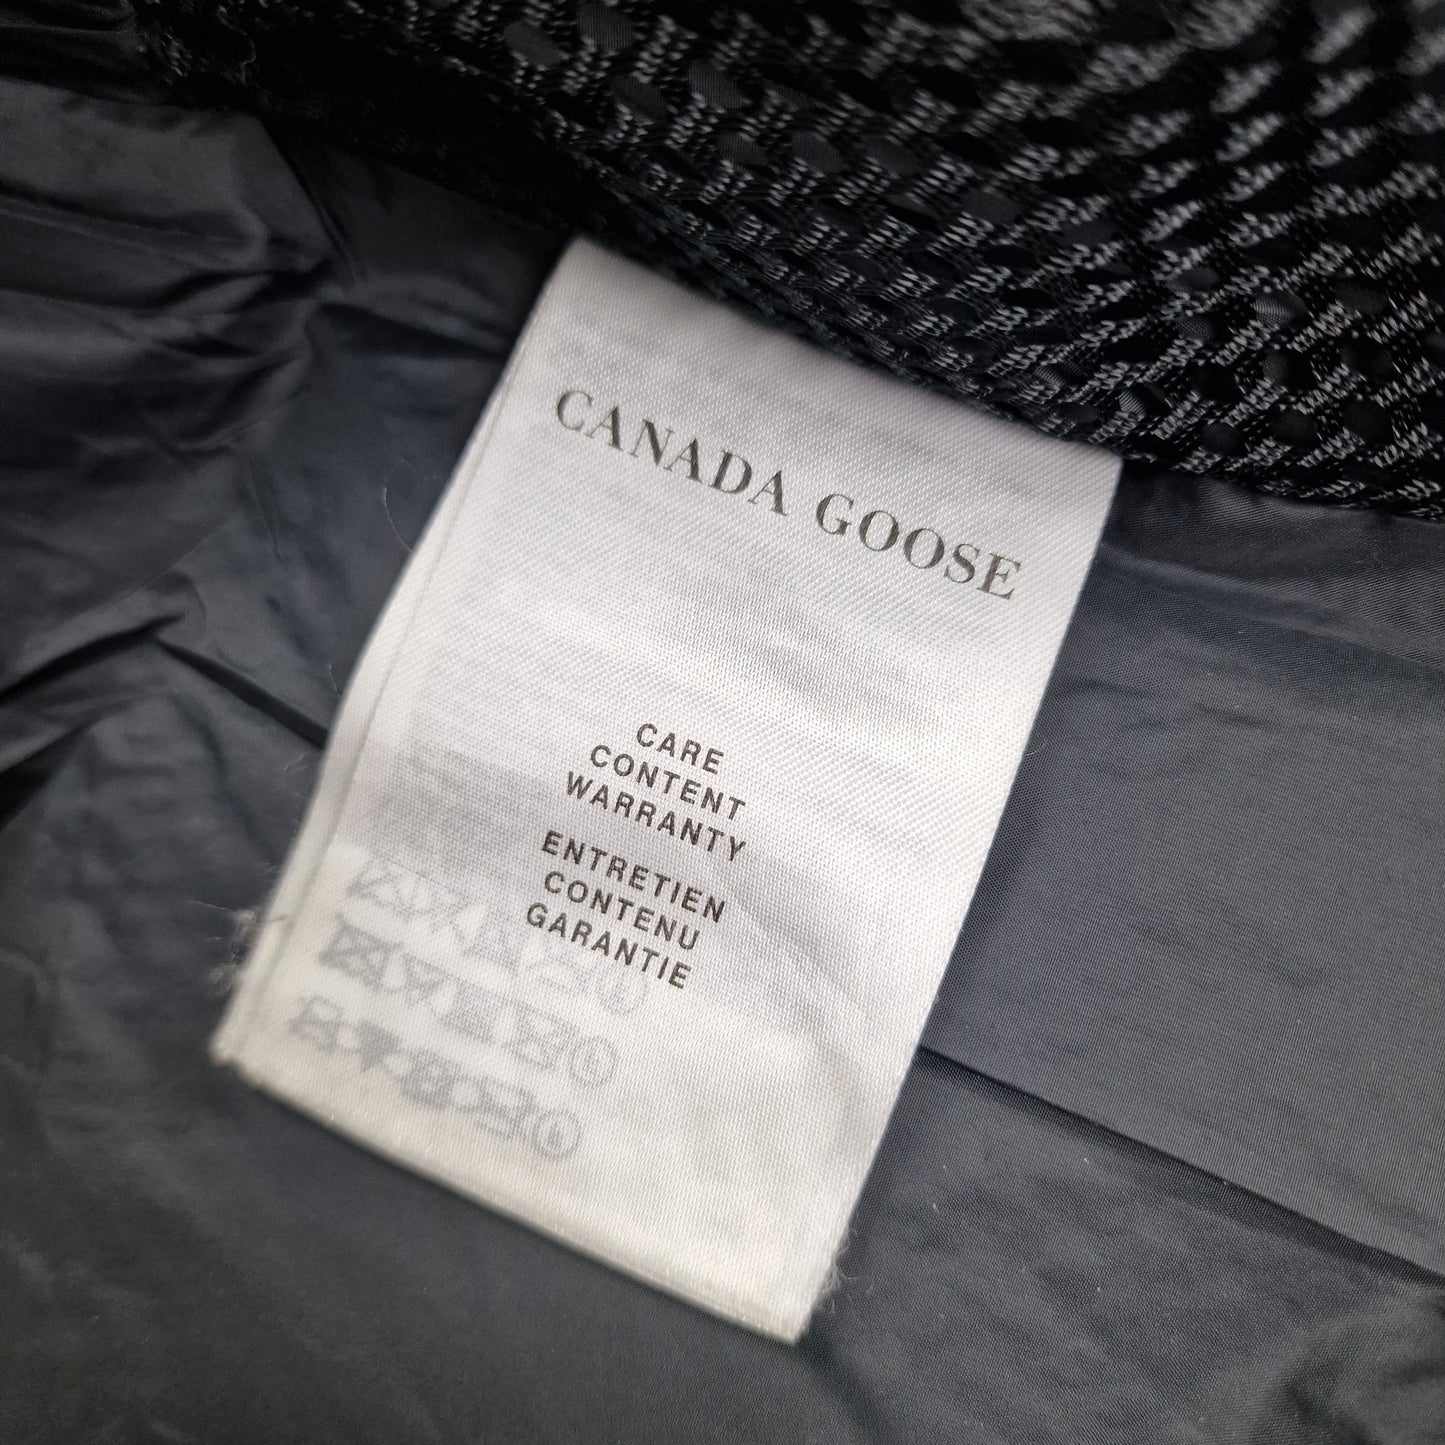 CANADA GOOSE
CARE
CONTENT
WARRANTY
ENTRETIEN
CONTENU
GARANTIE